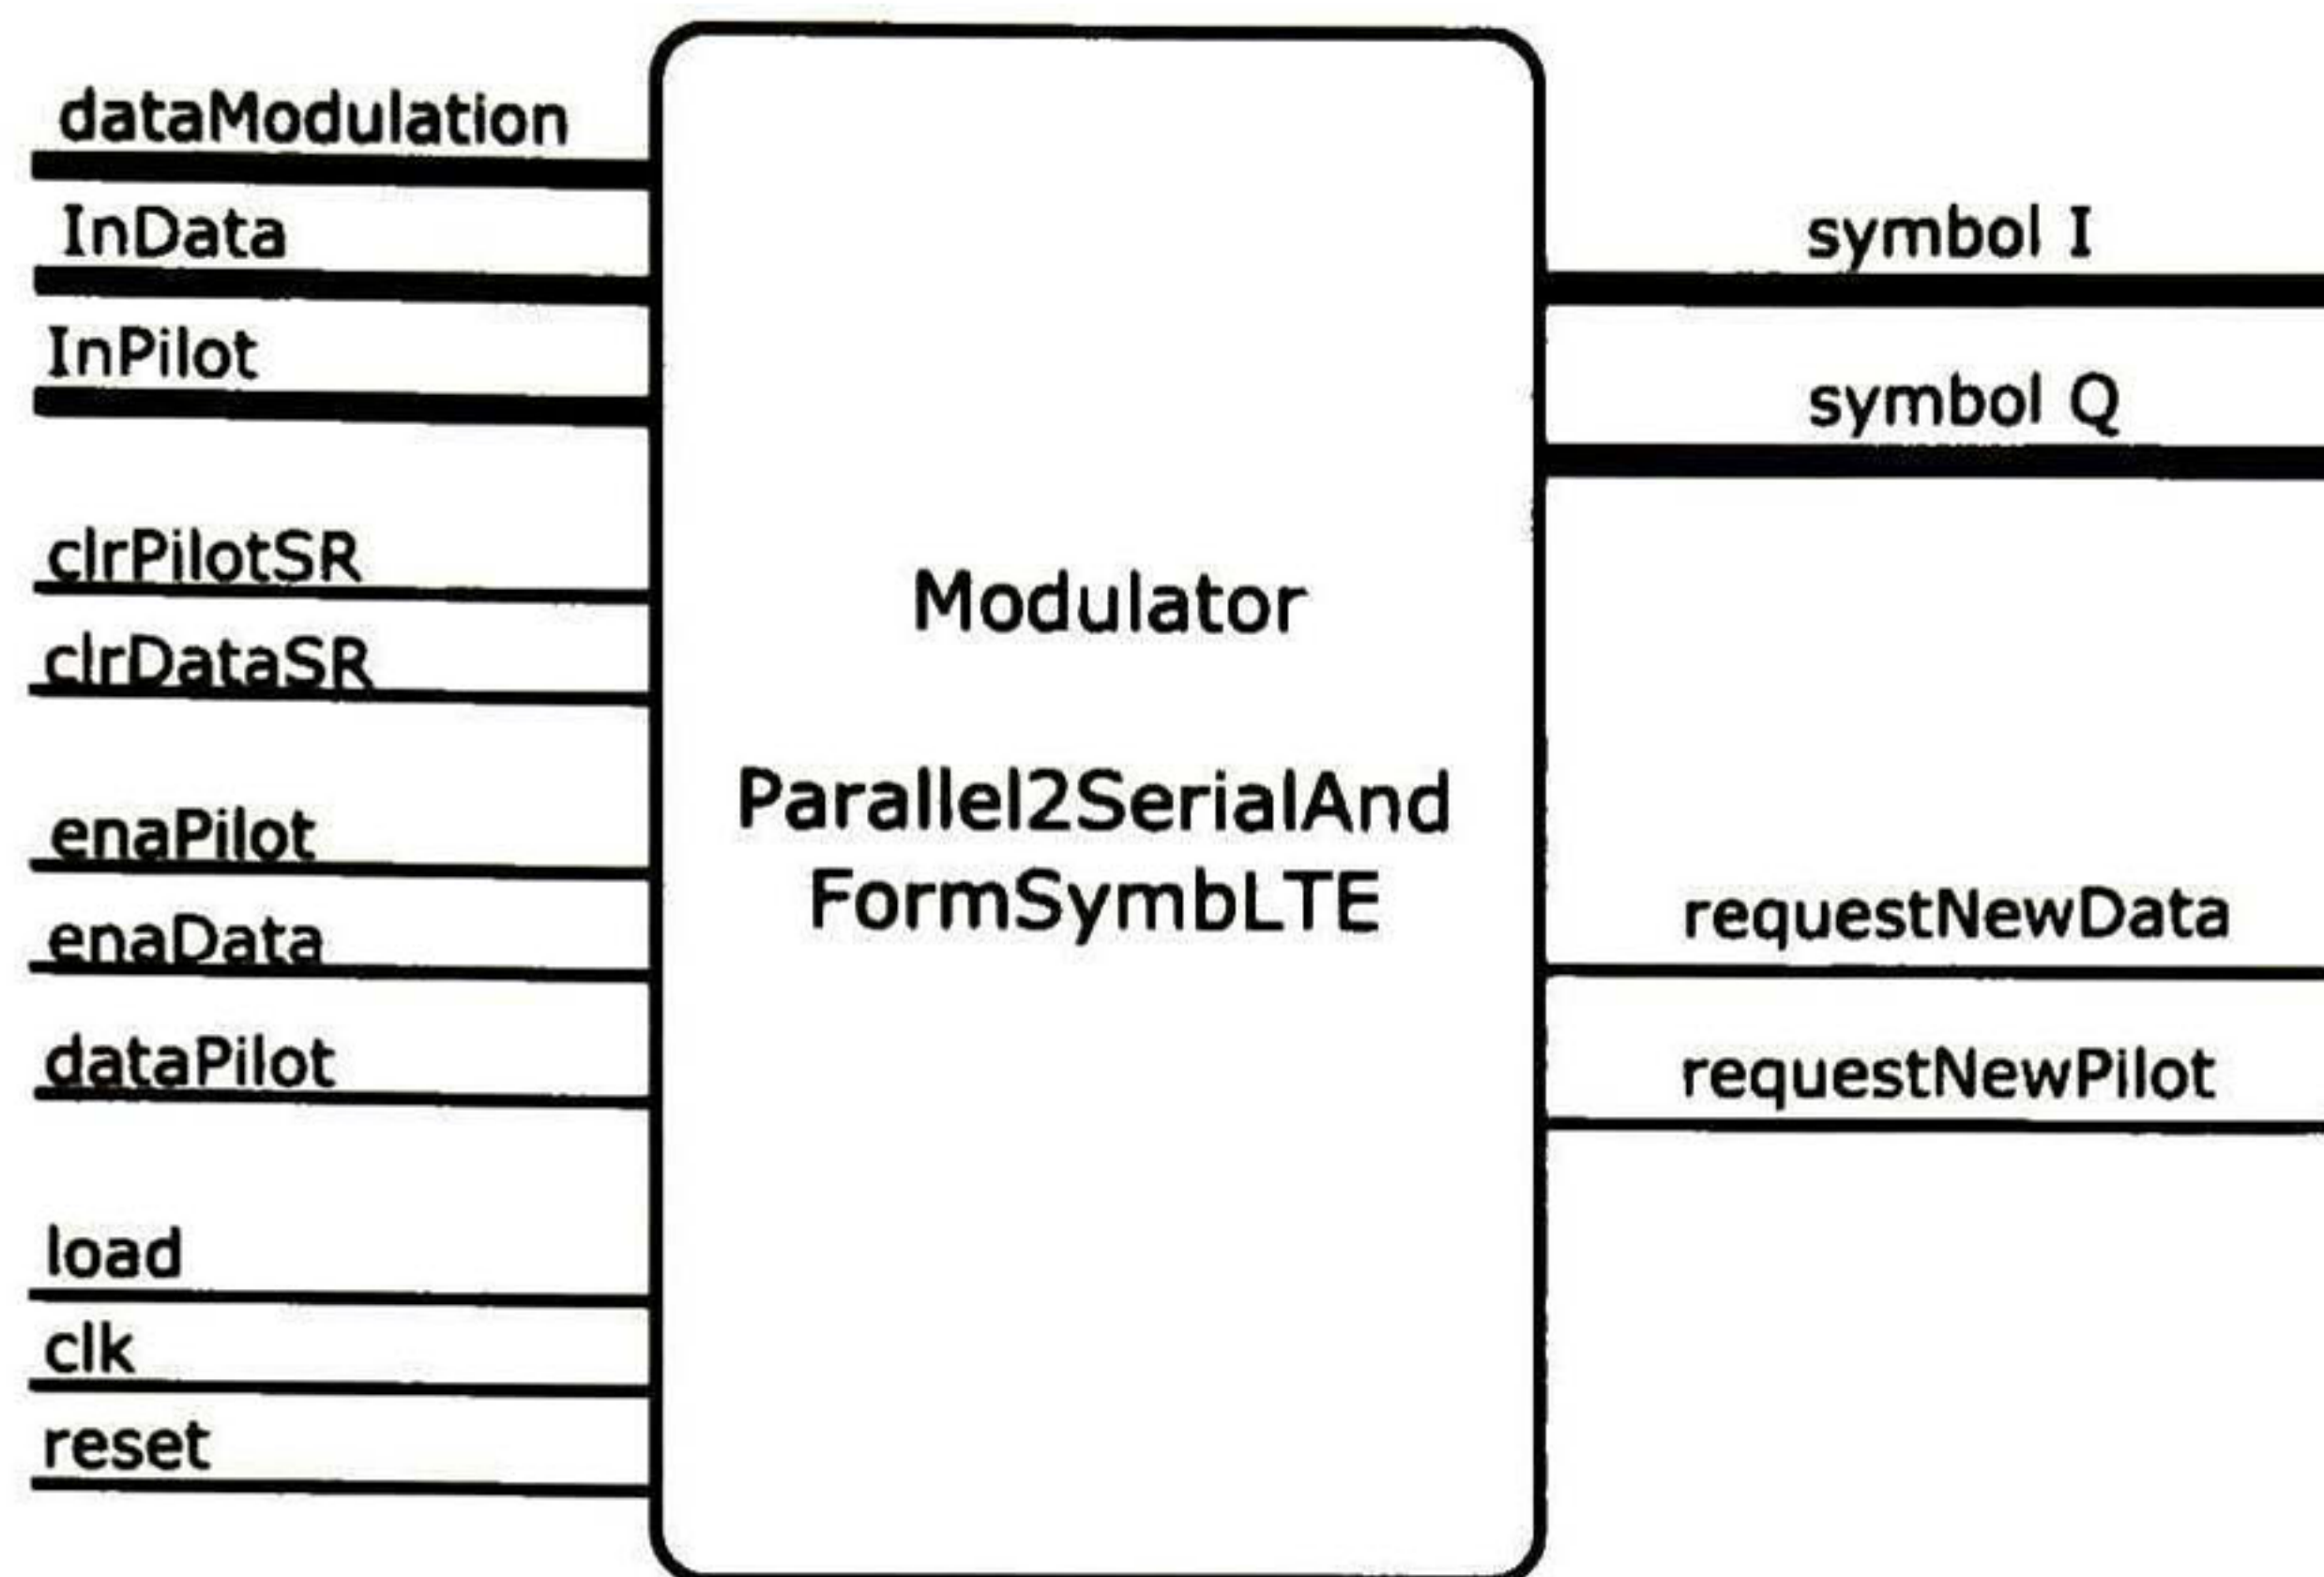 dataModulation
InData
InPilot
clrPilotSR
clrDataSR
enaPilot
enaData
dataPilot
load
clk
reset
Modulator
Parallel2SerialAnd
FormSymbLTE
symbol I
symbol Q
requestNewData
requestNewPilot